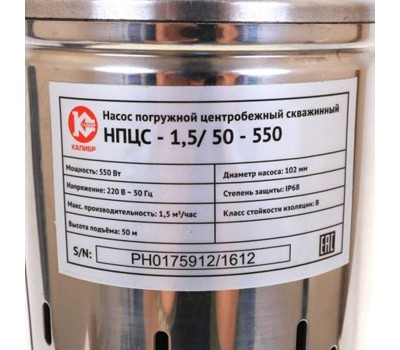 Насос погружной центробежный скважинный
НПЦС - 1,5/ 50 - 550
КАЛИБР
Мощность: 550 Вт
Диаметр насоса: 102 мм
Напряжение: 220 В ~ 50 Гц
Степень защиты: IP68
Макс. производительность: 1,5 м³/час
Класс стойкости изоляции: В
Высота подъёма: 50 м
S/N: PH0175912/1612
EAC